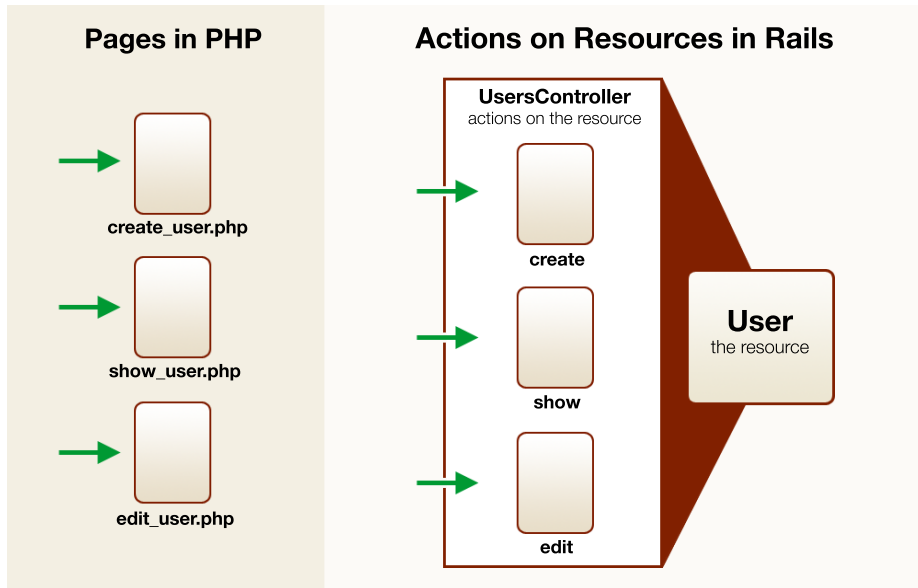 Pages in PHP
create_user.php
show_user.php
edit_user.php
Actions on Resources in Rails
UsersController
actions on the resource
create
show
edit
User
the resource